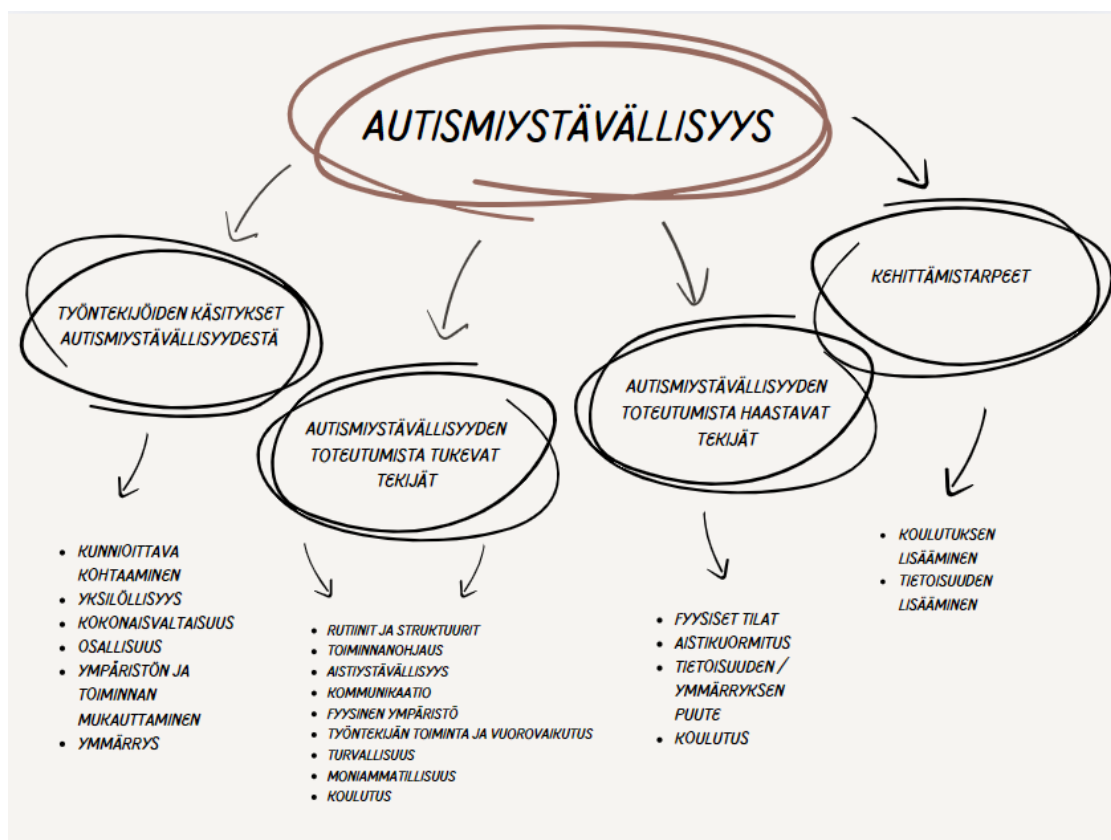 AUTISMIYSTÄVÄLLISYYS
TYÖNTEKIJÖIDEN KÄSITYKSET
AUTISMIYSTÄVÄLLISYYDESTÄ
KUNNIOITTAVA
KOHTAAMINEN
YKSILÖLLISYYS
KOKONAISVALTAISUUS
OSALLISUUS
YMPÄRISTÖN JA
TOIMINNAN
MUKAUTTAMINEN
YMMÄRRYS
AUTISMIYSTÄVÄLLISYYDEN
TOTEUTUMISTA TUKEVAT
TEKIJÄT
RUTIINIT JA STRUKTUURIT
TOIMINNANOHJAUS
AISTIYSTÄVÄLLISYYS
KOMMUNIKAATIO
FYYSINEN YMPÄRISTÖ
TYÖNTEKIJÄN TOIMINTA JA VUOROVAIKUTUS
TURVALLISUUS
MONIAMMATILLISUUS
KOULUTUS
AUTISMIYSTÄVÄLLISYYDEN
TOTEUTUMISTA HAASTAVAT
TEKIJÄT
FYYSISET TILAT
AISTIKUORMITUS
TIETOISUUDEN /
YMMÄRRYKSEN
PUUTE
KOULUTUS
KEHITTÄMISTARPEET
KOULUTUKSEN
LISÄÄMINEN
TIETOISUUDEN
LISÄÄMINEN